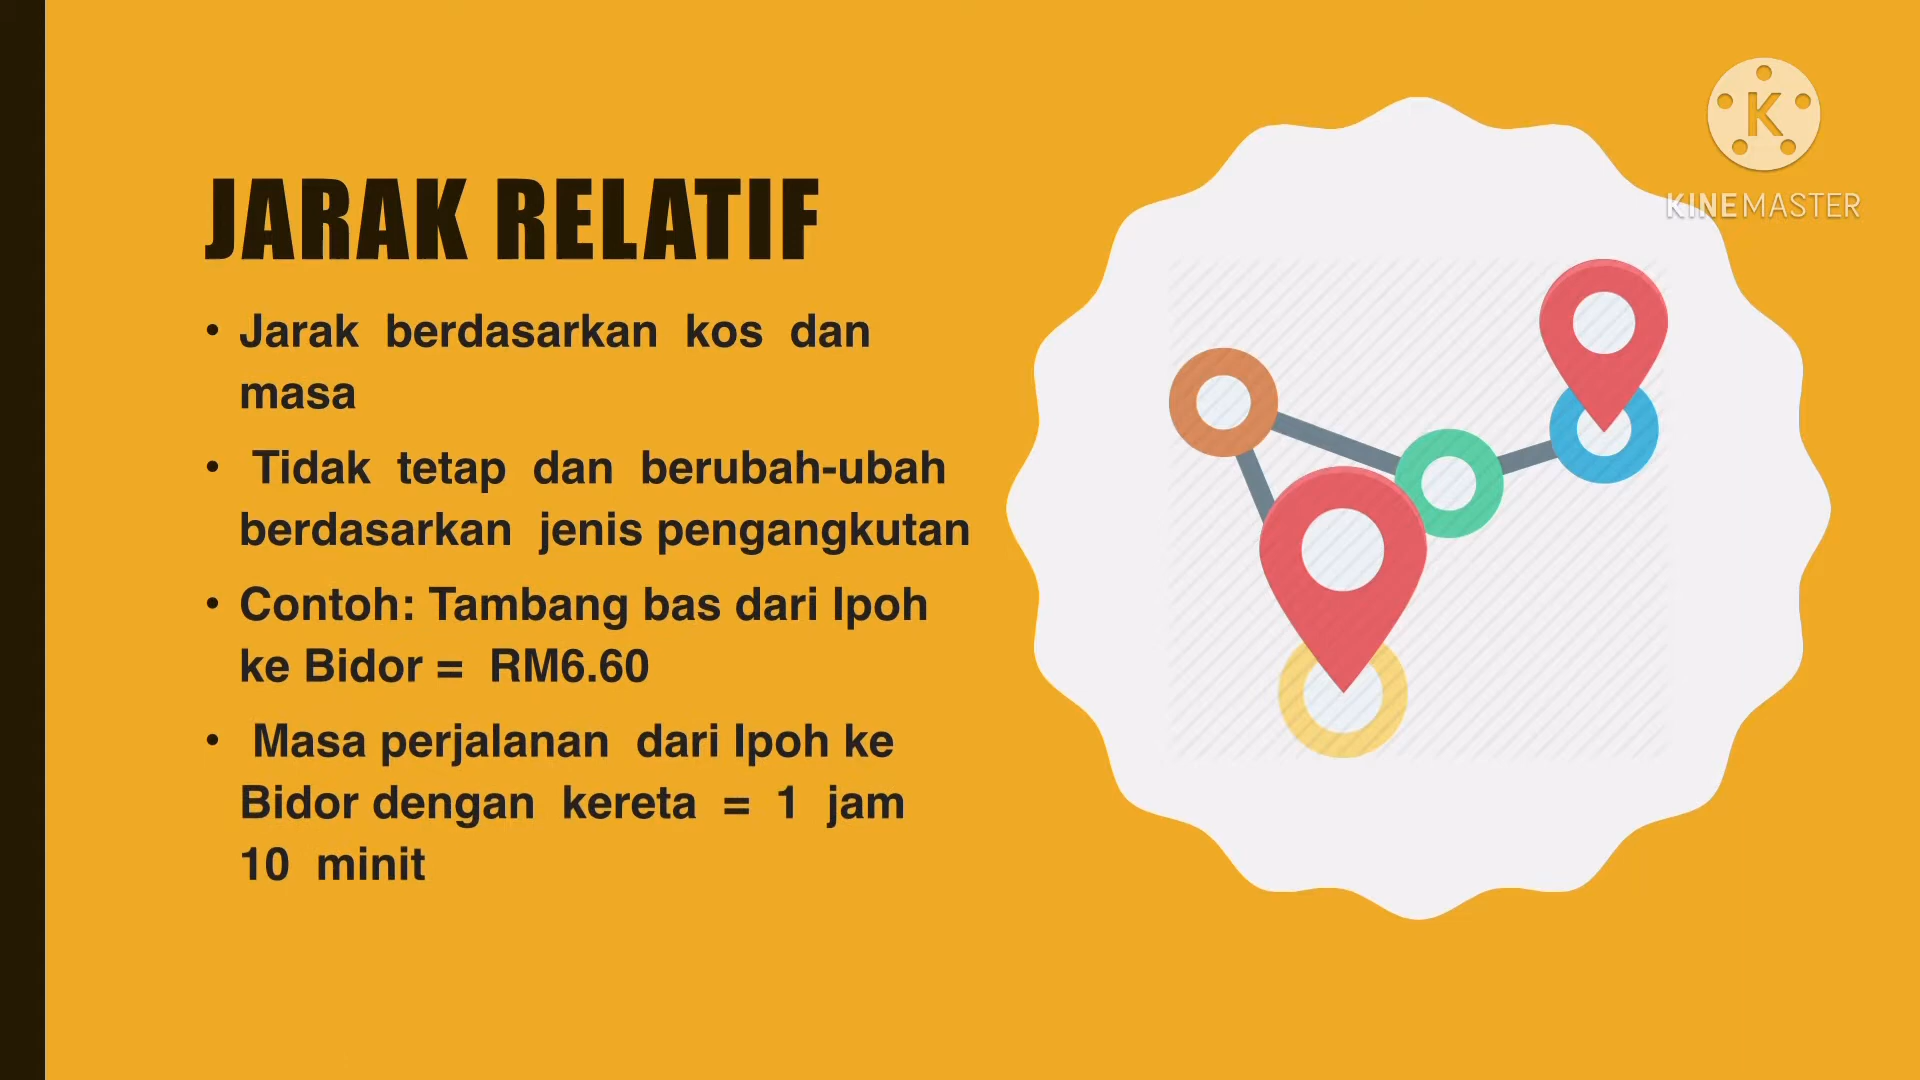 JARAK RELATIF
• Jarak berdasarkan kos dan
masa
• Tidak tetap dan berubah-ubah
berdasarkan jenis pengangkutan
• Contoh: Tambang bas dari Ipoh
ke Bidor = RM6.60
• Masa perjalanan dari Ipoh ke
Bidor dengan kereta = 1 jam
10 minit
K
KINEMASTER